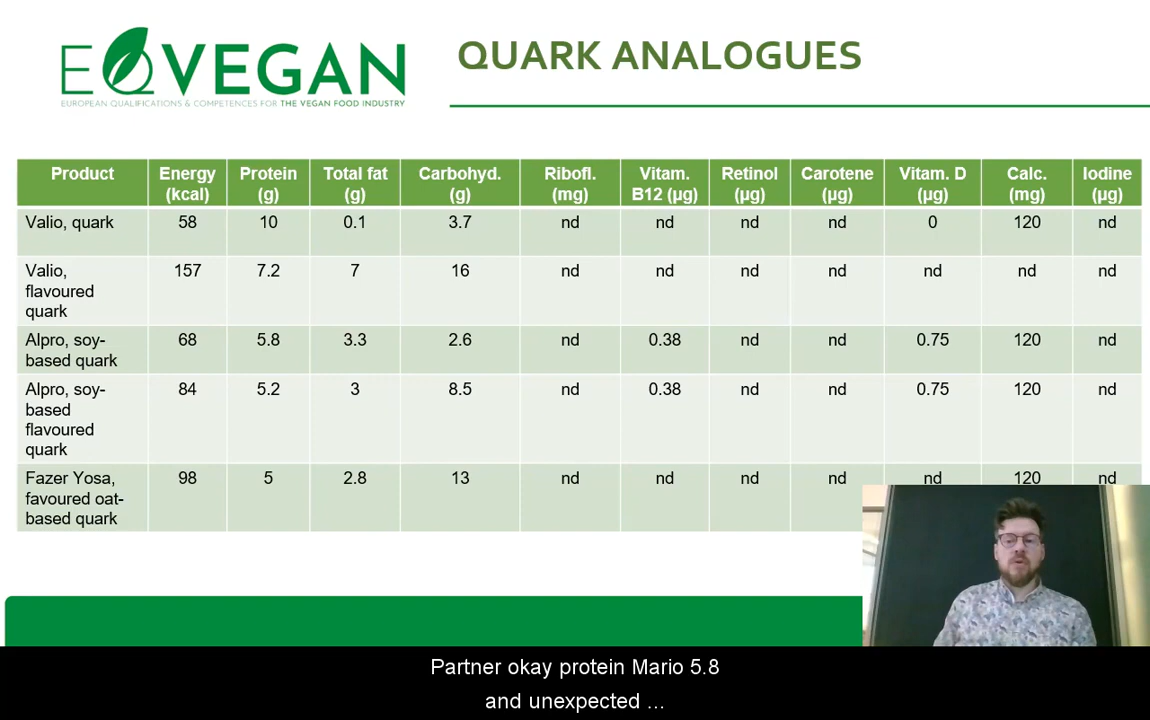 EQVEGAN
EUROPEAN QUALIFICATIONS & COMPETENCES FOR THE VEGAN FOOD INDUSTRY
QUARK ANALOGUES
Product Energy (kcal) Protein (g) Total fat (g) Carbohyd. (g) Ribofl. (mg) Vitam. B12 (µg) Retinol (µg) Carotene (µg) Vitam. D (µg) Calc. (mg) Iodine (µg)
Valio, quark 58 10 0.1 3.7 nd nd nd nd 0 120 nd
Valio, flavoured quark 157 7.2 7 16 nd nd nd nd nd nd nd
Alpro, soy-based quark 68 5.8 3.3 2.6 nd 0.38 nd nd 0.75 120 nd
Alpro, soy-based flavoured quark 84 5.2 3 8.5 nd 0.38 nd nd 0.75 120 nd
Fazer Yosa, favoured oat-based quark 98 5 2.8 13 nd nd nd nd nd 120 nd
Partner okay protein Mario 5.8
and unexpected ...